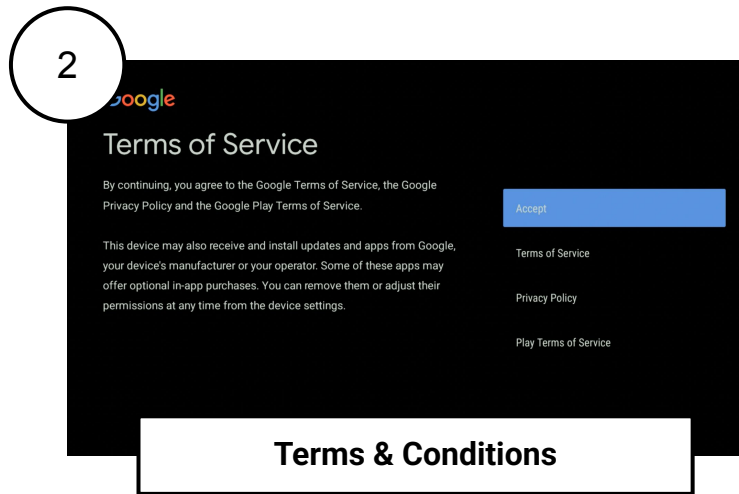 2
Google
Terms of Service
By continuing, you agree to the Google Terms of Service, the Google
Privacy Policy and the Google Play Terms of Service.
This device may also receive and install updates and apps from Google,
your device's manufacturer or your operator. Some of these apps may
offer optional in-app purchases. You can remove them or adjust their
permissions at any time from the device settings.
Accept
Terms of Service
Privacy Policy
Play Terms of Service
Terms & Conditions